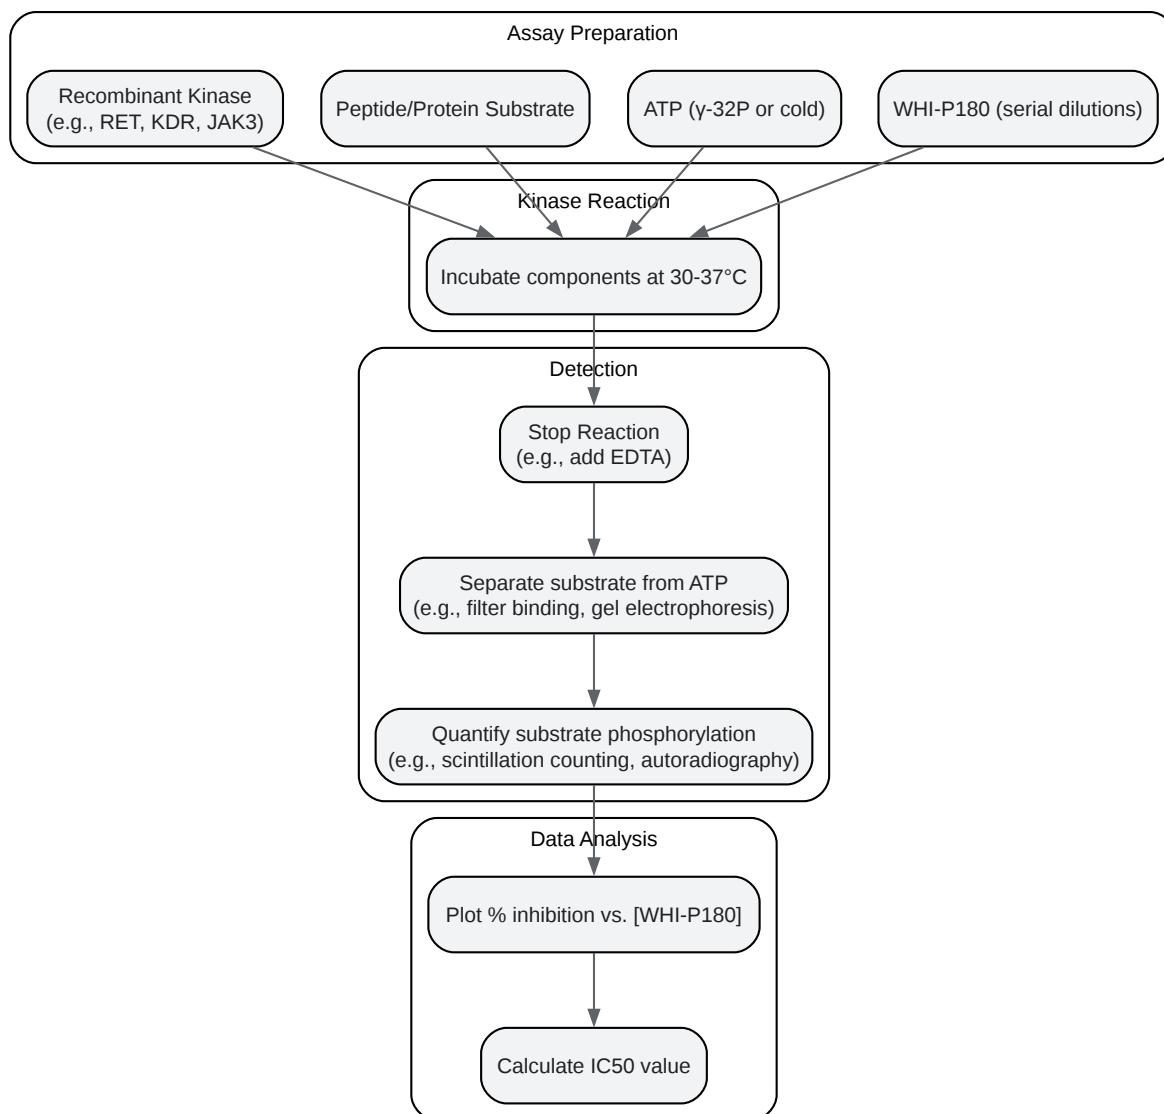 Assay Preparation
Recombinant Kinase
(e.g., RET, KDR, JAK3)
Peptide/Protein Substrate
ATP (γ-32P or cold)
WHI-P180 (serial dilutions)
Kinase Reaction
Incubate components at 30-37°C
Detection
Stop Reaction
(e.g., add EDTA)
Separate substrate from ATP
(e.g., filter binding, gel electrophoresis)
Quantify substrate phosphorylation
(e.g., scintillation counting, autoradiography)
Data Analysis
Plot % inhibition vs. [WHI-P180]
Calculate IC50 value